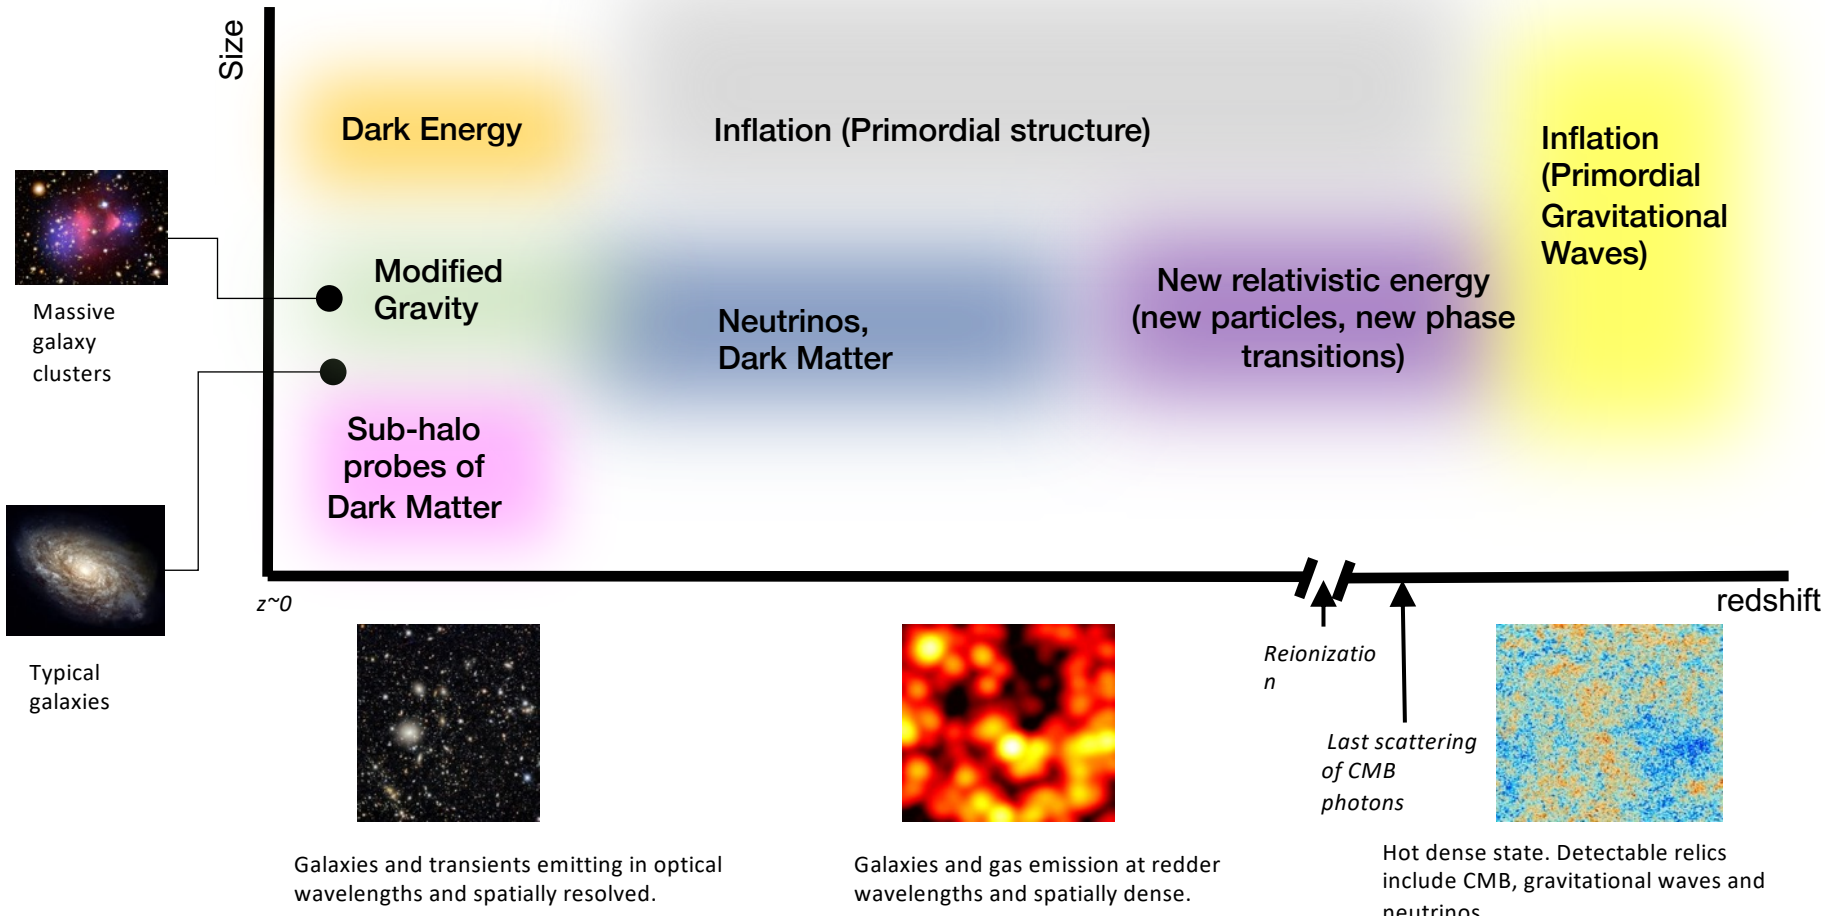 Size
Dark Energy
Inflation (Primordial structure)
Inflation
(Primordial
Gravitational
Waves)
Modified
Gravity
Neutrinos,
Dark Matter
New relativistic energy
(new particles, new phase
transitions)
Sub-halo
probes of
Dark Matter
Massive
galaxy
clusters
Typical
galaxies
z~0
redshift
Reionizatio
n
Last scattering
of CMB
photons
Galaxies and transients emitting in optical
wavelengths and spatially resolved.
Galaxies and gas emission at redder
wavelengths and spatially dense.
Hot dense state. Detectable relics
include CMB, gravitational waves and
neutrinos